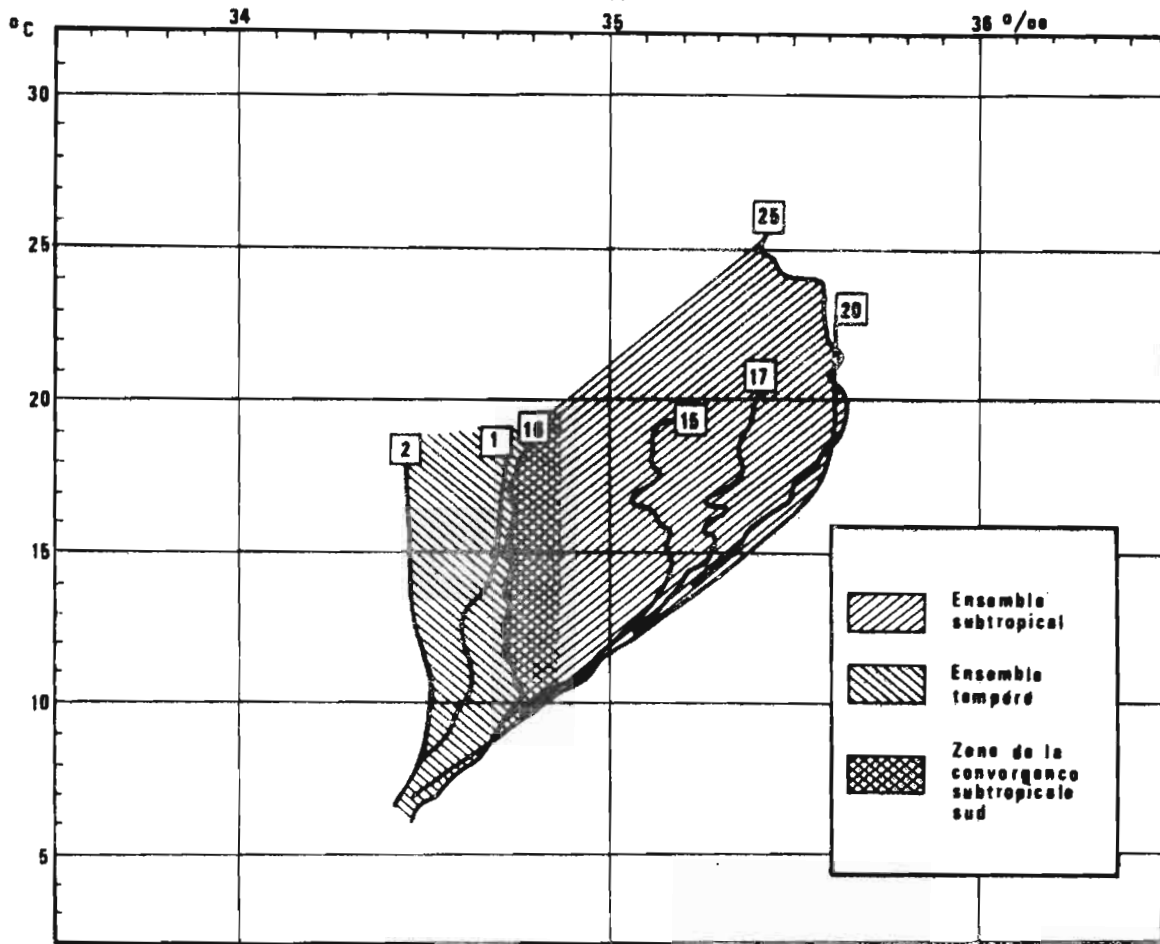 °C 34 35 36 °/oo
30
25
20
15
10
5
25
20
17
15
16
1
2
Ensemble
subtropical
Ensemble
tempéré
Zone de la
convergence
subtropicale
sud